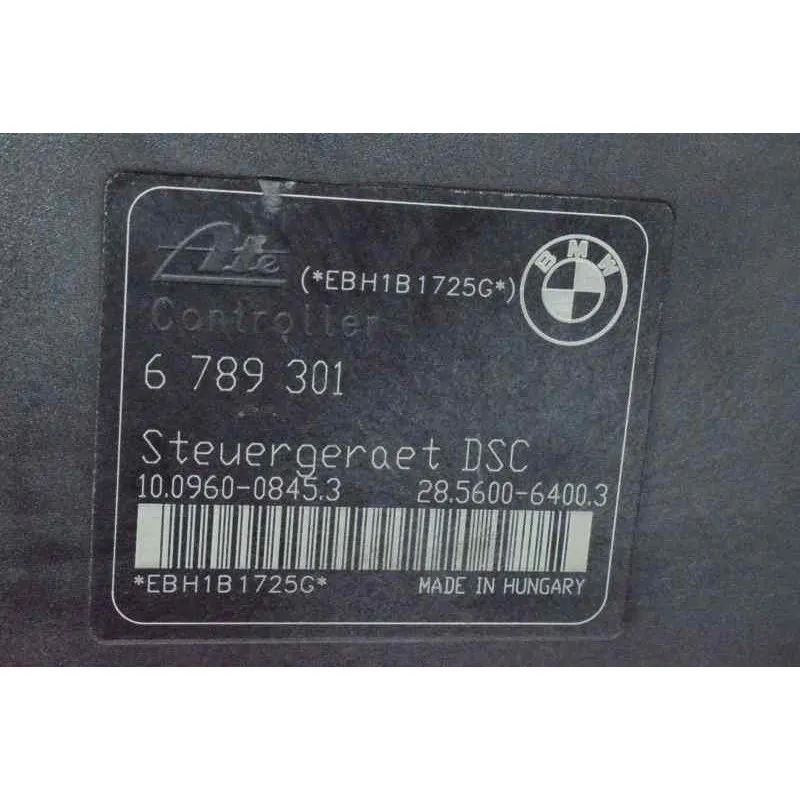 Ate
(*EBH1B1725G*)
BMW
Controller
6 789 301
Steuergeraet DSC
10.0960-0845.3 28.5600-6400.3
*EBH1B1725G* MADE IN HUNGARY